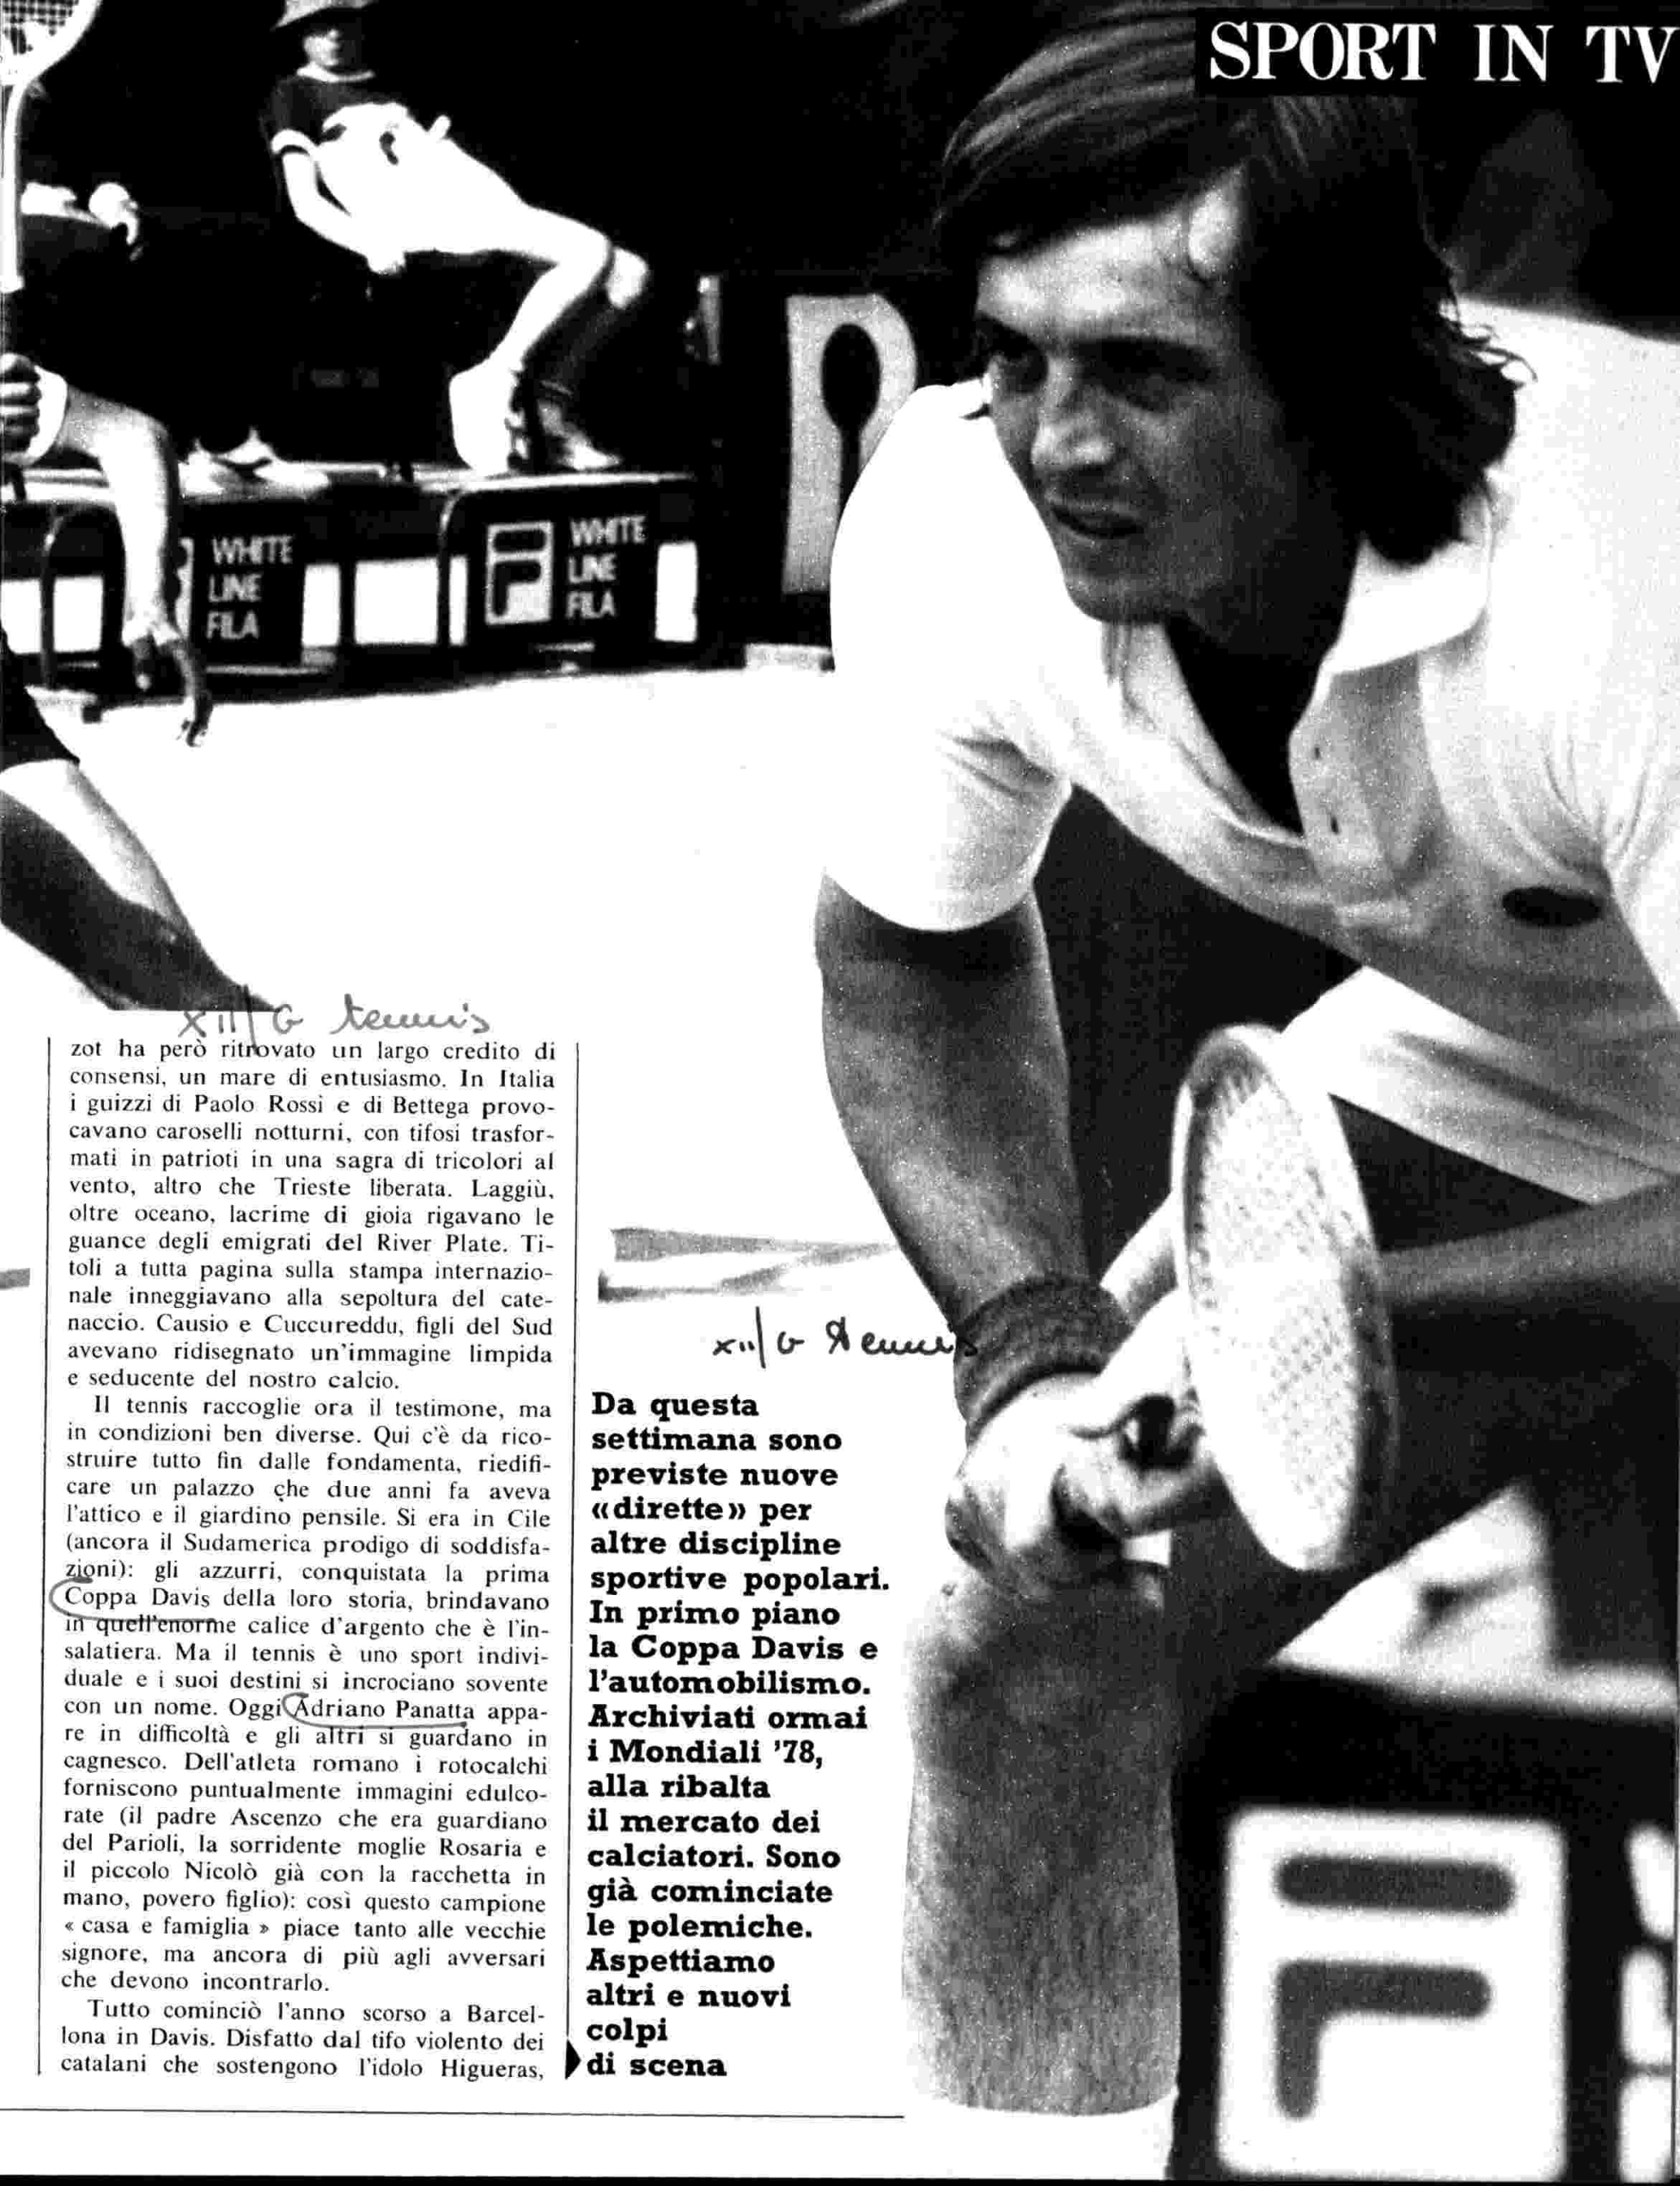 SPORT IN TV
WHITE
LINE
FILA
WHITE
LINE
FILA
XII/G tennis
zot ha però ritrovato un largo credito di
consensi, un mare di entusiasmo. In Italia
i guizzi di Paolo Rossi e di Bettega provo-
cavano caroselli notturni, con tifosi trasfor-
mati in patrioti in una sagra di tricolori al
vento, altro che Trieste liberata. Laggiù,
oltre oceano, lacrime di gioia rigavano le
guance degli emigrati del River Plate. Ti-
toli a tutta pagina sulla stampa internazio-
nale inneggiavano alla sepoltura del cate-
naccio. Causio e Cuccureddu, figli del Sud
avevano ridisegnato un'immagine limpida
e seducente del nostro calcio.
Il tennis raccoglie ora il testimone, ma
in condizioni ben diverse. Qui c'è da rico-
struire tutto fin dalle fondamenta, riedifi-
care un palazzo che due anni fa aveva
l'attico e il giardino pensile. Si era in Cile
(ancora il Sudamerica prodigo di soddisfa-
zioni): gli azzurri, conquistata la prima
Coppa Davis della loro storia, brindavano
in quell'enorme calice d'argento che è l'in-
salatiera. Ma il tennis è uno sport indivi-
duale e i suoi destini si incrociano sovente
con un nome. Oggi Adriano Panatta appa-
re in difficoltà e gli altri si guardano in
cagnesco. Dell'atleta romano i rotocalchi
forniscono puntualmente immagini edulco-
rate (il padre Ascenzo che era guardiano
del Parioli, la sorridente moglie Rosaria e
il piccolo Nicolò già con la racchetta in
mano, povero figlio): così questo campione
« casa e famiglia » piace tanto alle vecchie
signore, ma ancora di più agli avversari
che devono incontrarlo.
Tutto cominciò l'anno scorso a Barcel-
lona in Davis. Disfatto dal tifo violento dei
catalani che sostengono l'idolo Higueras,
XII/G Tennis
Da questa
settimana sono
previste nuove
«dirette» per
altre discipline
sportive popolari.
In primo piano
la Coppa Davis e
l'automobilismo.
Archiviati ormai
i Mondiali '78,
alla ribalta
il mercato dei
calciatori. Sono
già cominciate
le polemiche.
Aspettiamo
altri e nuovi
colpi
di scena